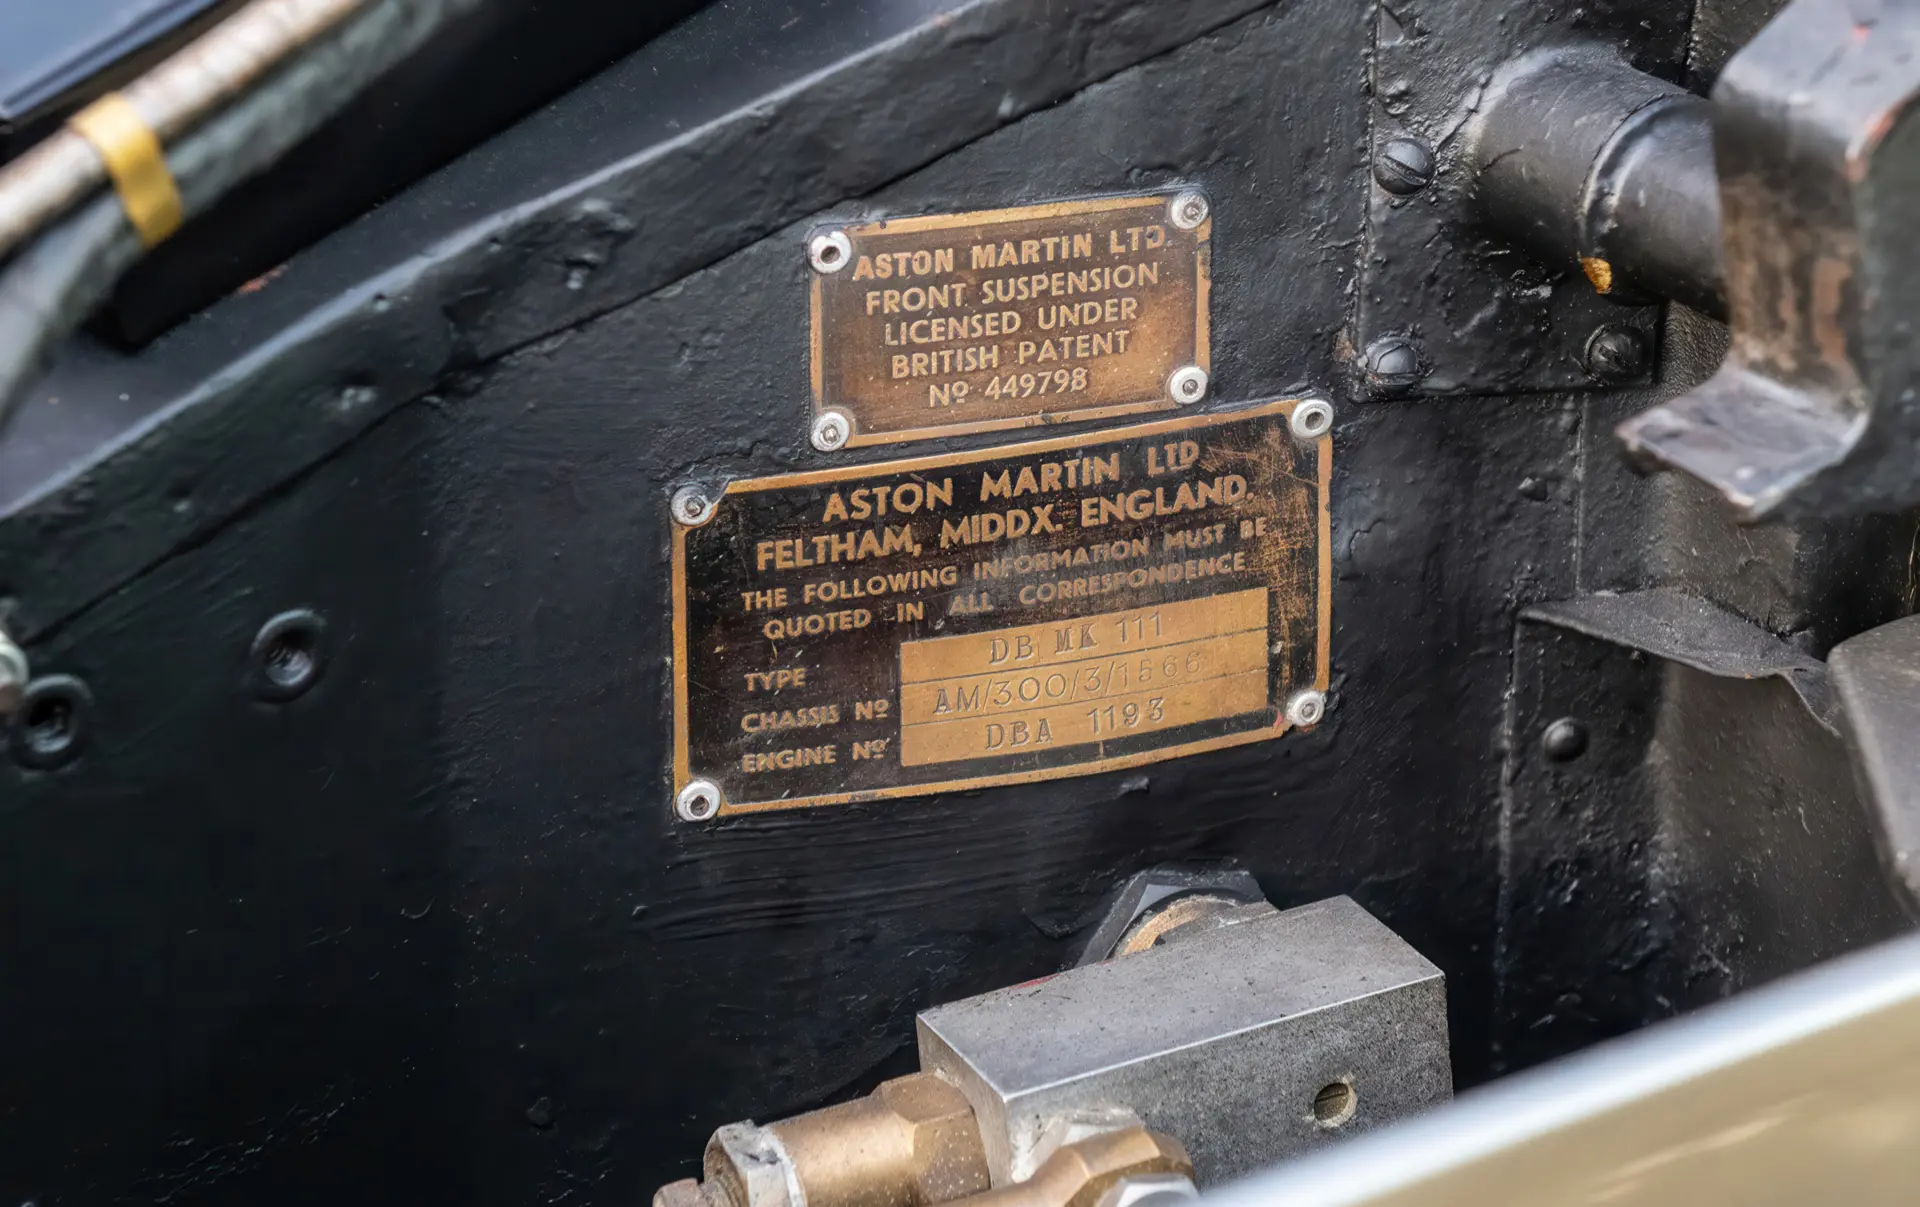 ASTON MARTIN LTD.
FRONT SUSPENSION
LICENSED UNDER
BRITISH PATENT
Nº 449798
ASTON MARTIN LTD
FELTHAM, MIDDX. ENGLAND.
THE FOLLOWING INFORMATION MUST BE
QUOTED IN ALL CORRESPONDENCE
TYPE DB MK 111
CHASSIS Nº AM/300/3/1566
ENGINE Nº DBA 1193